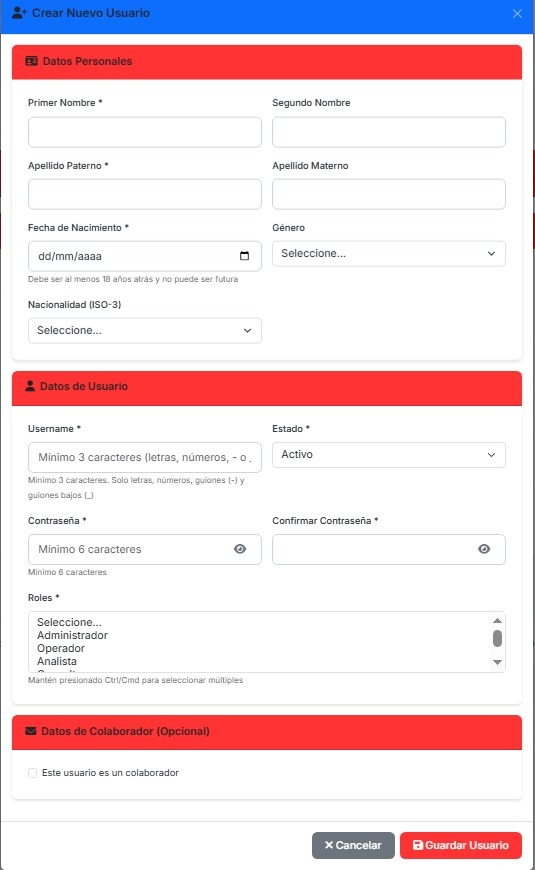 Crear Nuevo Usuario
Datos Personales
Primer Nombre *
Segundo Nombre
Apellido Paterno *
Apellido Materno
Fecha de Nacimiento *
Género
dd/mm/aaaa
Seleccione...
Debe ser al menos 18 años atrás y no puede ser futura
Nacionalidad (ISO-3)
Seleccione...
Datos de Usuario
Username *
Estado *
Mínimo 3 caracteres (letras, números, - o
Activo
Mínimo 3 caracteres. Solo letras, números, guiones (-) y
guiones bajos (_)
Contraseña *
Confirmar Contraseña *
Mínimo 6 caracteres
Mínimo 6 caracteres
Roles *
Seleccione...
Administrador
Operador
Analista
Mantén presionado Ctrl/Cmd para seleccionar múltiples
Datos de Colaborador (Opcional)
Este usuario es un colaborador
Cancelar
Guardar Usuario